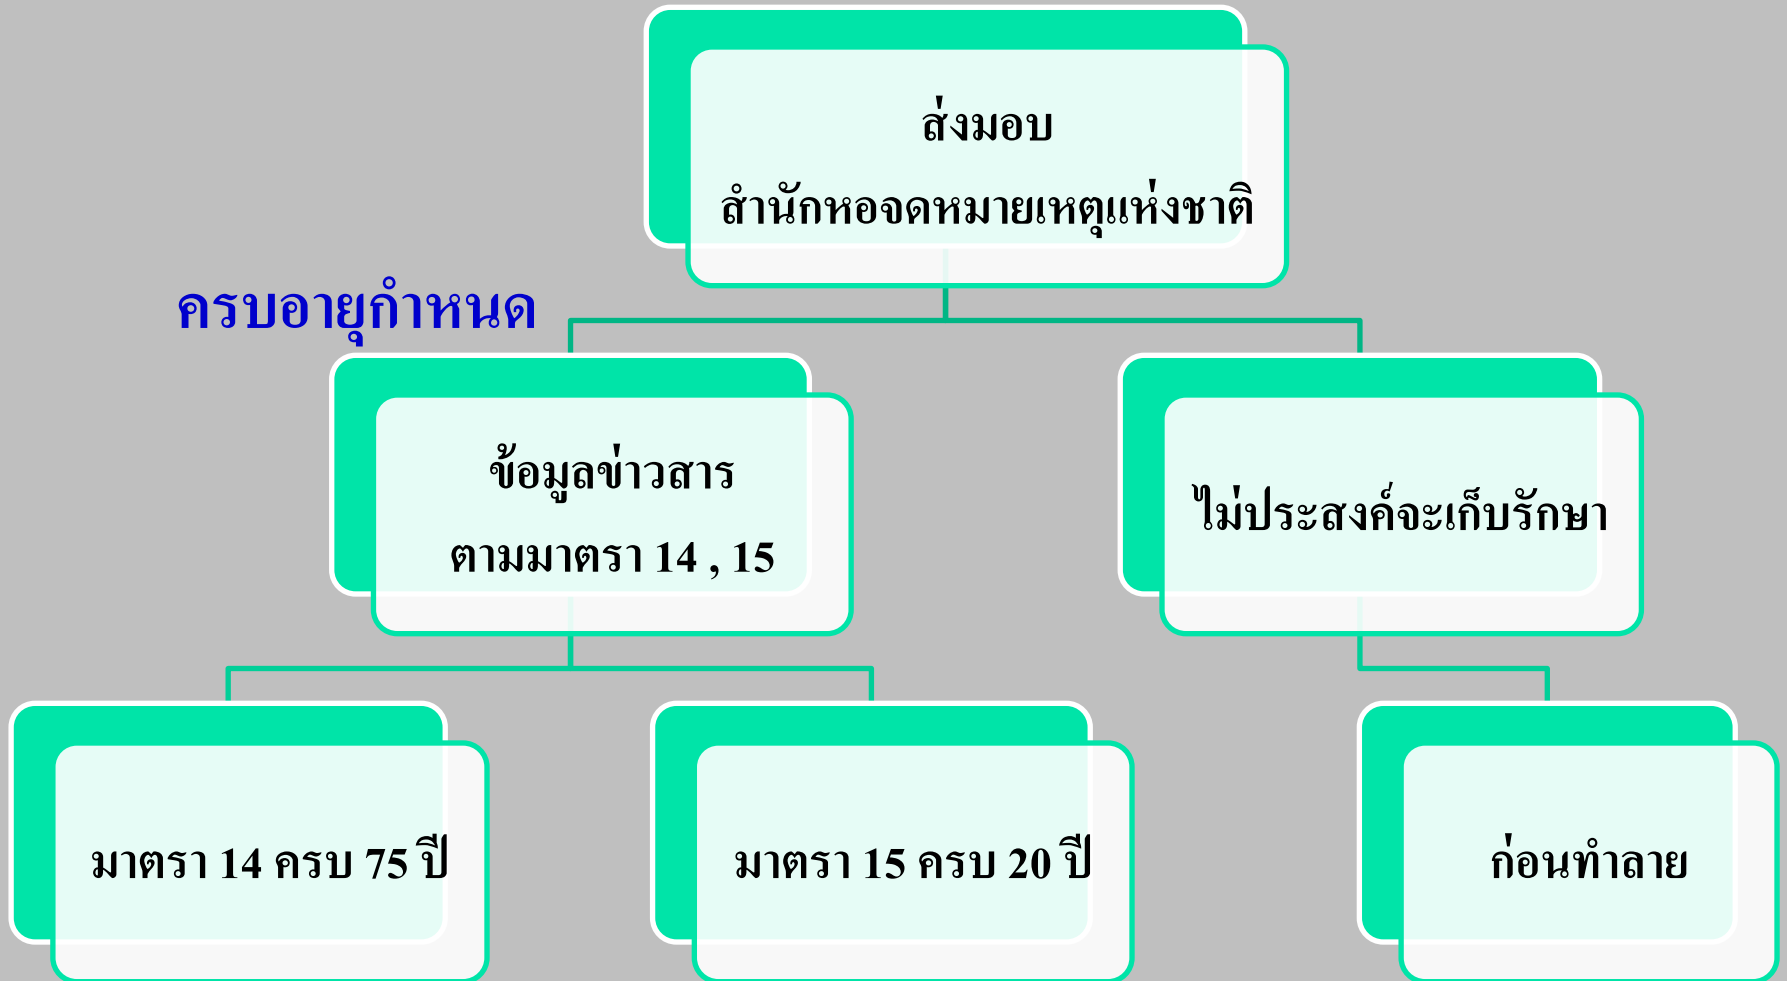 ส่งมอบ
สำนักหอจดหมายเหตุแห่งชาติ
ครบอายุกำหนด
ข้อมูลข่าวสาร
ตามมาตรา 14 , 15
ไม่ประสงค์จะเก็บรักษา
มาตรา 14 ครบ 75 ปี
มาตรา 15 ครบ 20 ปี
ก่อนทำลาย